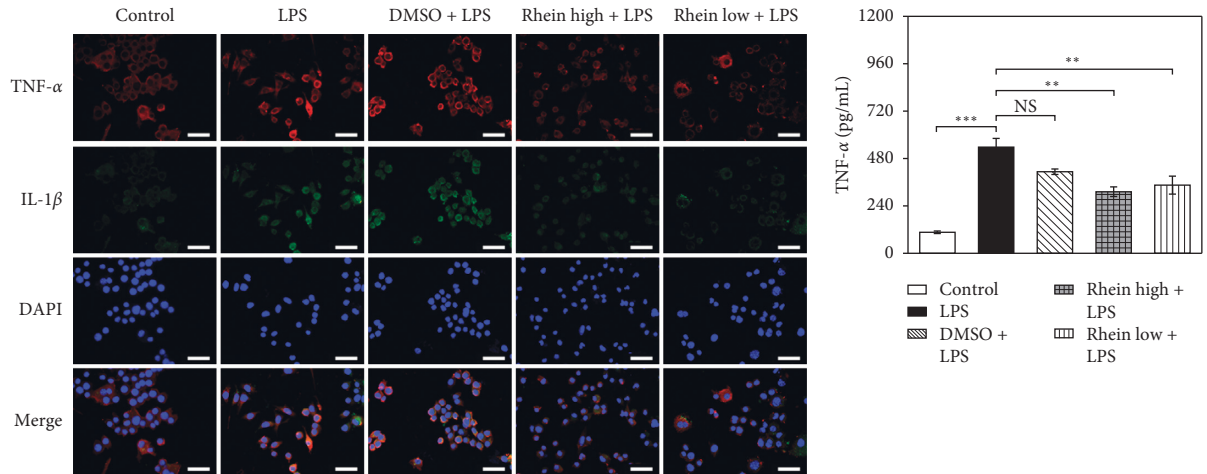 Control LPS DMSO + LPS Rhein high + LPS Rhein low + LPS
TNF-α
IL-1β
DAPI
Merge
TNF-α (pg/mL)
1200
960
720
480
240
0
**
**
NS
***
Control
LPS
DMSO +
LPS
Rhein high +
LPS
Rhein low +
LPS